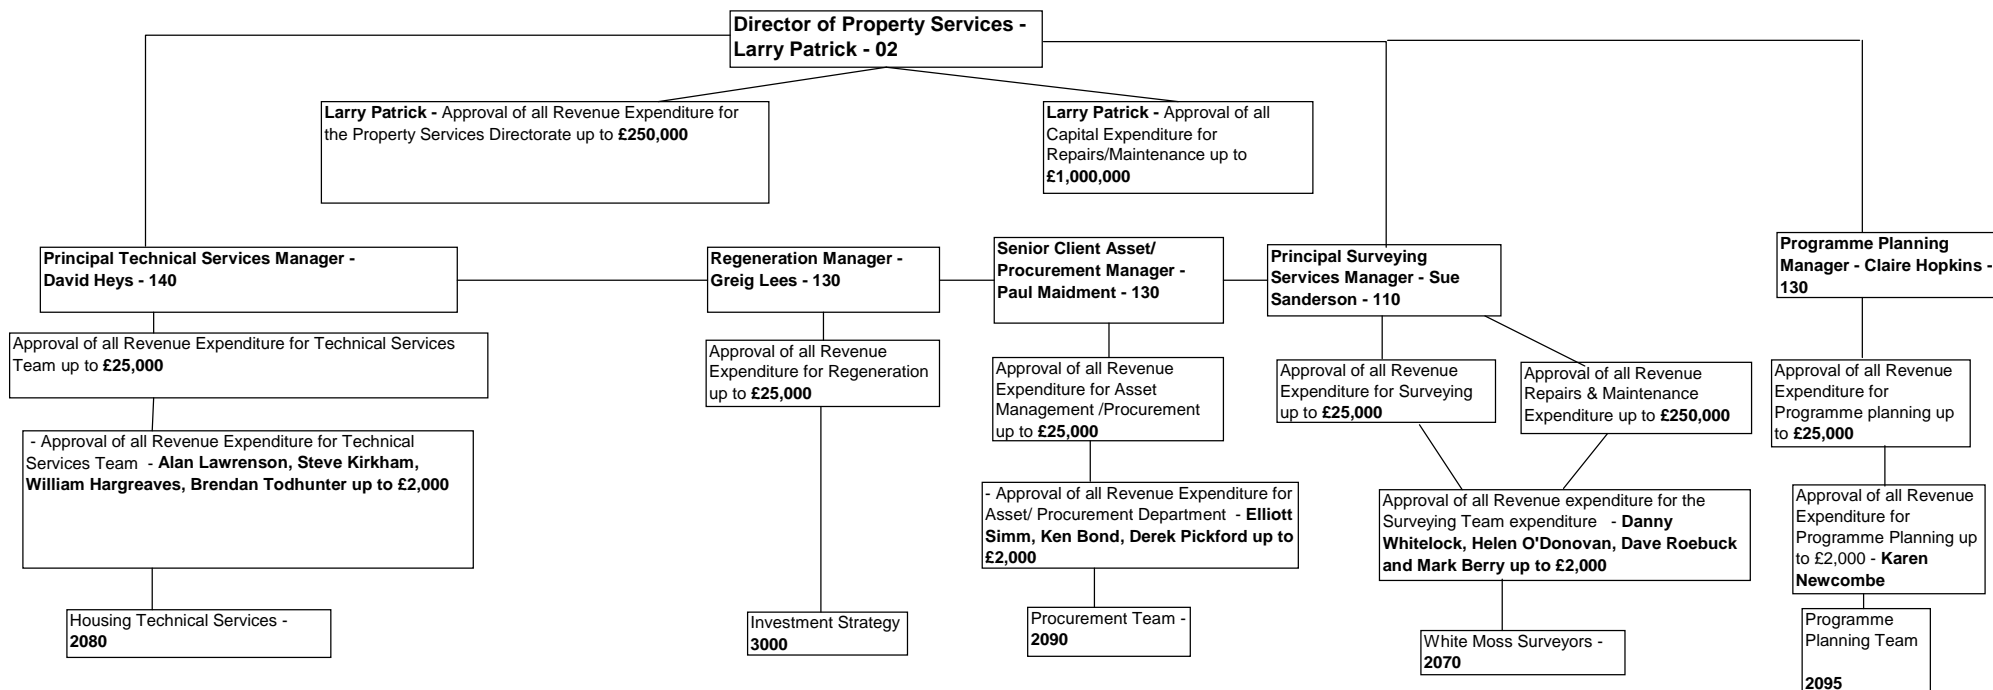 Director of Property Services -
Larry Patrick - 02
Larry Patrick - Approval of all Revenue Expenditure for
the Property Services Directorate up to £250,000
Larry Patrick - Approval of all
Capital Expenditure for
Repairs/Maintenance up to
£1,000,000
Principal Technical Services Manager -
David Heys - 140
Regeneration Manager -
Greig Lees - 130
Senior Client Asset/
Procurement Manager -
Paul Maidment - 130
Principal Surveying
Services Manager - Sue
Sanderson - 110
Programme Planning
Manager - Claire Hopkins -
130
Approval of all Revenue Expenditure for Technical Services
Team up to £25,000
Approval of all Revenue
Expenditure for Regeneration
up to £25,000
Approval of all Revenue
Expenditure for Asset
Management /Procurement
up to £25,000
Approval of all Revenue
Expenditure for Surveying
up to £25,000
Approval of all Revenue
Repairs & Maintenance
Expenditure up to £250,000
Approval of all Revenue
Expenditure for
Programme planning up
to £25,000
- Approval of all Revenue Expenditure for Technical
Services Team - Alan Lawrenson, Steve Kirkham,
William Hargreaves, Brendan Todhunter up to £2,000
- Approval of all Revenue Expenditure for
Asset/ Procurement Department - Elliott
Simm, Ken Bond, Derek Pickford up to
£2,000
Approval of all Revenue expenditure for the
Surveying Team expenditure - Danny
Whitelock, Helen O'Donovan, Dave Roebuck
and Mark Berry up to £2,000
Approval of all Revenue
Expenditure for
Programme Planning up
to £2,000 - Karen
Newcombe
Housing Technical Services -
2080
Investment Strategy
3000
Procurement Team -
2090
White Moss Surveyors -
2070
Programme
Planning Team
2095